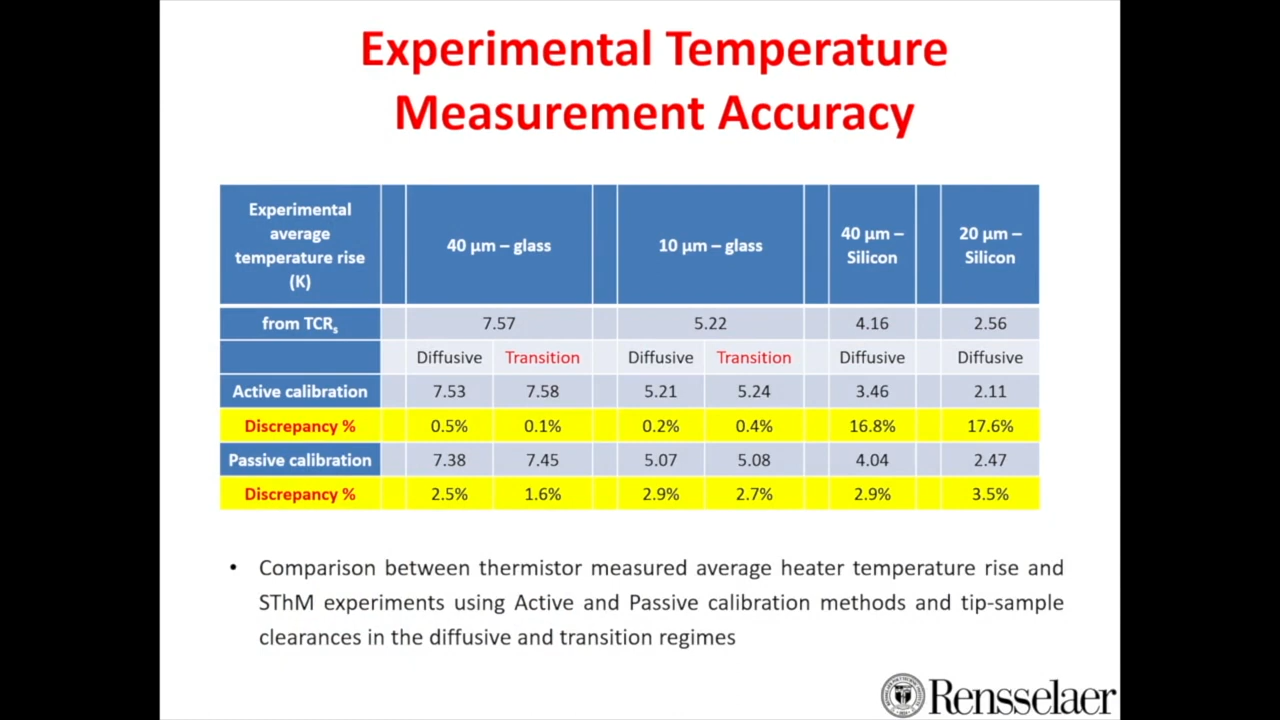 Experimental Temperature
Measurement Accuracy
Experimental
average
temperature rise
(K)
40 μm – glass
10 μm – glass
40 μm –
Silicon
20 μm –
Silicon
from TCRs 7.57 5.22 4.16 2.56
Diffusive Transition Diffusive Transition Diffusive Diffusive
Active calibration 7.53 7.58 5.21 5.24 3.46 2.11
Discrepancy % 0.5% 0.1% 0.2% 0.4% 16.8% 17.6%
Passive calibration 7.38 7.45 5.07 5.08 4.04 2.47
Discrepancy % 2.5% 1.6% 2.9% 2.7% 2.9% 3.5%
• Comparison between thermistor measured average heater temperature rise and
SThM experiments using Active and Passive calibration methods and tip-sample
clearances in the diffusive and transition regimes
Rensselaer